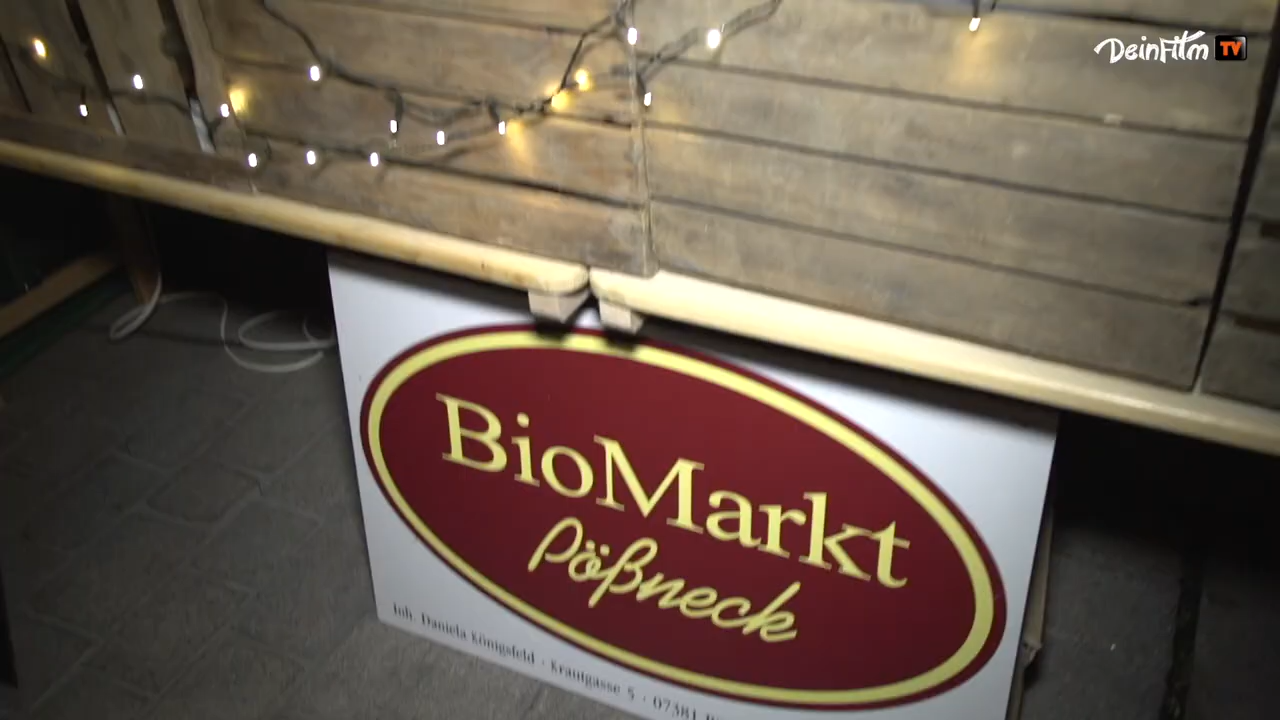 DeinFilm TV
BioMarkt
Pößneck
Inh. Daniela Königsfeld · Krautgasse 5 · 07381